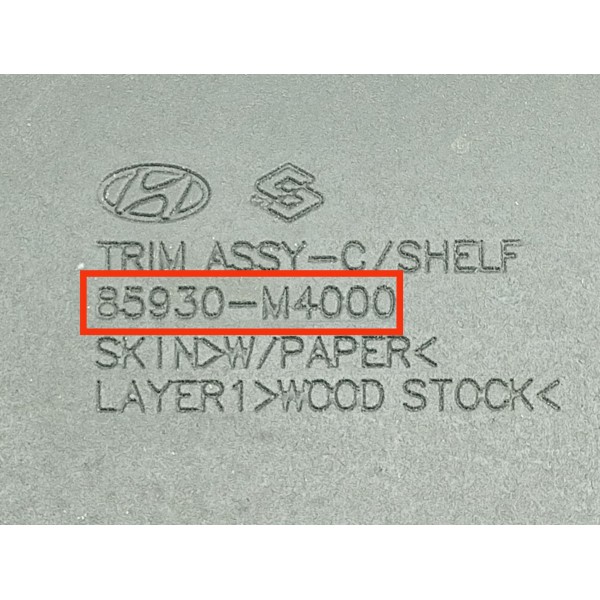 TRIM ASSY-C/SHELF
85930-M4000
SKIN>W/PAPER<
LAYER1>WOOD STOCK<